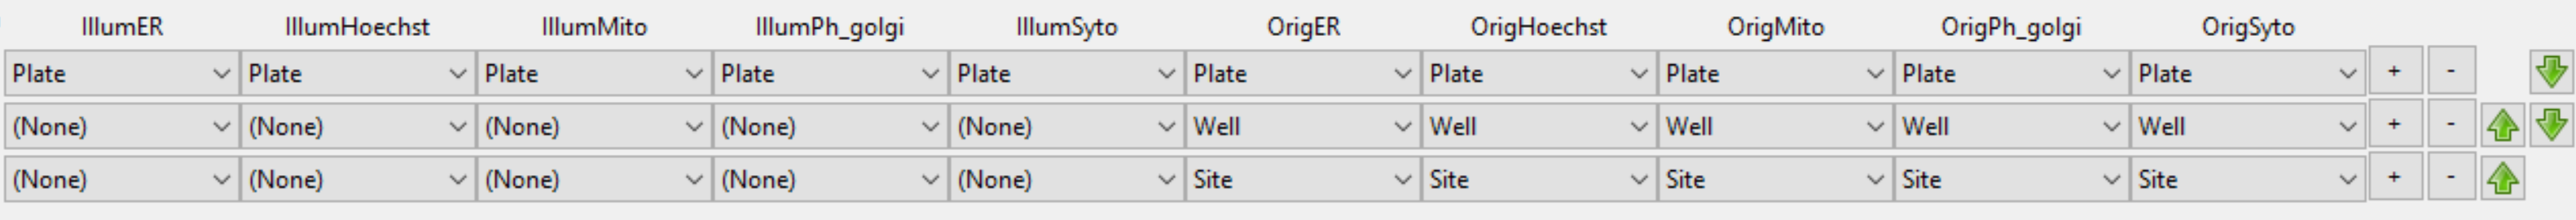 IllumER IllumHoechst IllumMito IllumPh_golgi IllumSyto OrigER OrigHoechst OrigMito OrigPh_golgi OrigSyto
Plate Plate Plate Plate Plate Plate Plate Plate Plate Plate + -
(None) (None) (None) (None) (None) Well Well Well Well Well + -
(None) (None) (None) (None) (None) Site Site Site Site Site + -